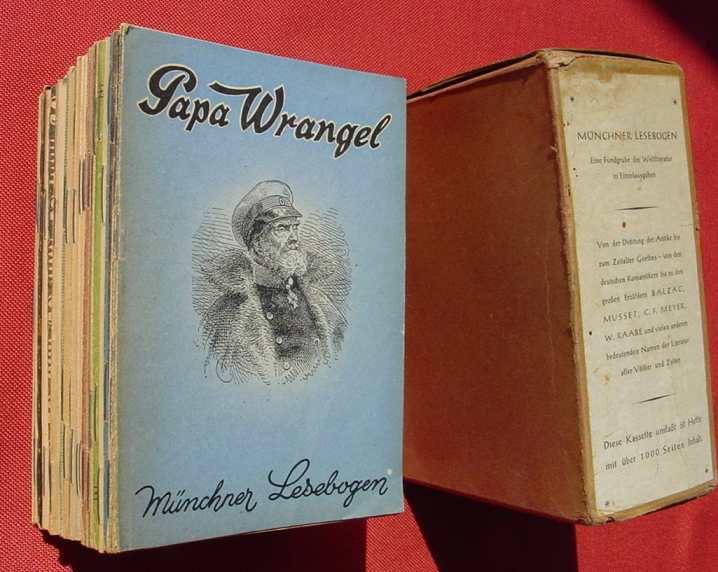 Papa Wrangel
Münchner Lesebogen
MÜNCHNER LESEBOGEN
Eine Fundgrube der Weltliteratur
in Einzelausgaben
Von der Dichtung der Antike bis
zum Zeitalter Goethes - von den
deutschen Romantikern bis zu den
großen Erzählern BALZAC,
MUSSET, C. F. MEYER,
W. RAABE und vielen anderen
bedeutenden Namen der Literatur
aller Völker und Zeiten
Diese Kassette umfaßt Hefte
mit über 1000 Seiten Inhalt